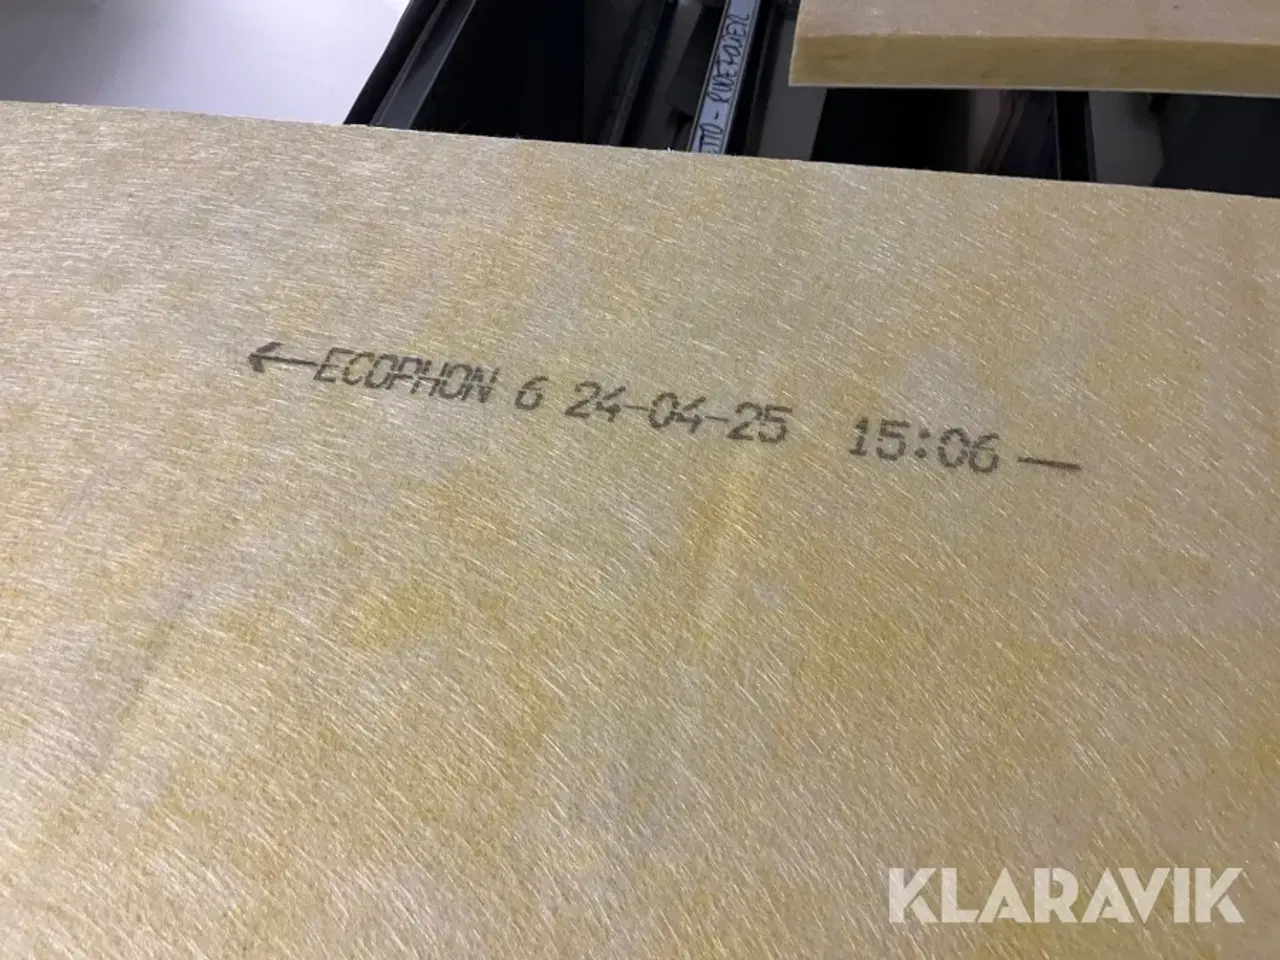 ←ECOPHON 6 24-04-25 15:06 —
KLARAVIK